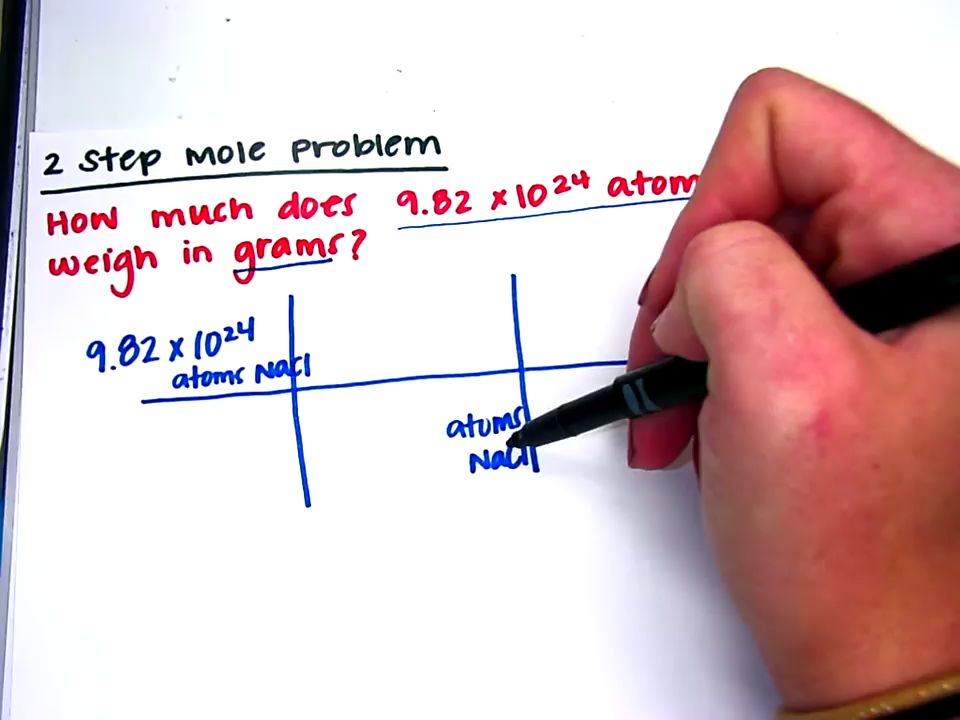 2 Step Mole Problem
How much does 9.82 x 10²⁴ atom
weigh in grams?
9.82 x 10²⁴
atoms NaCl
atoms
NaCl